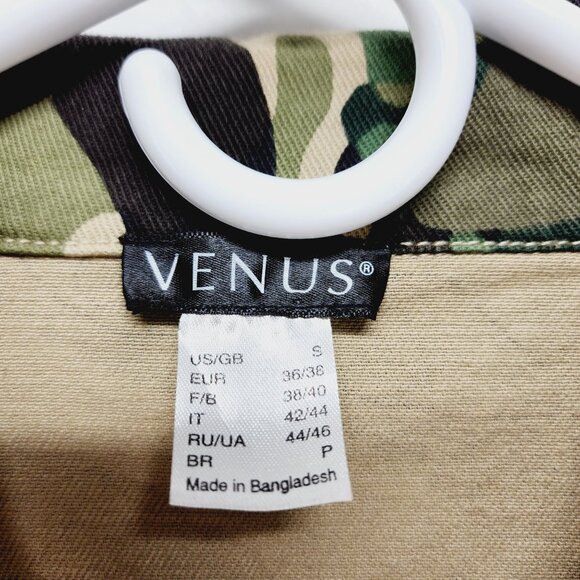 VENUS®
US/GB S
EUR 36/38
F/B 38/40
IT 42/44
RU/UA 44/46
BR P
Made in Bangladesh